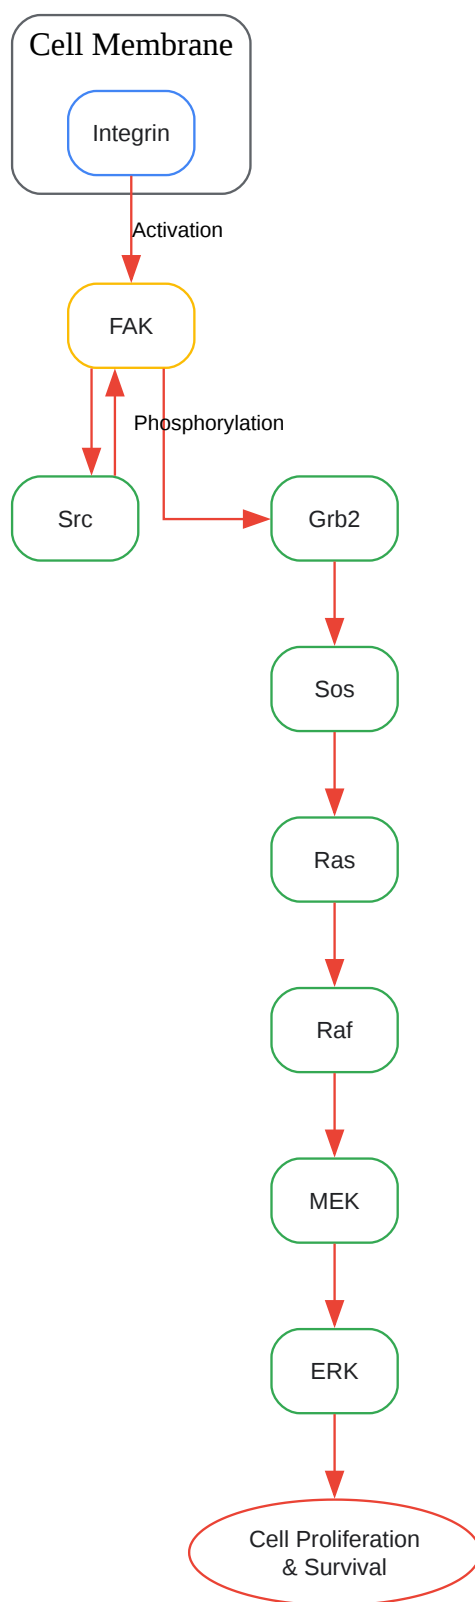 Cell Membrane
Integrin
Activation
FAK
Phosphorylation
Src
Grb2
Sos
Ras
Raf
MEK
ERK
Cell Proliferation
& Survival